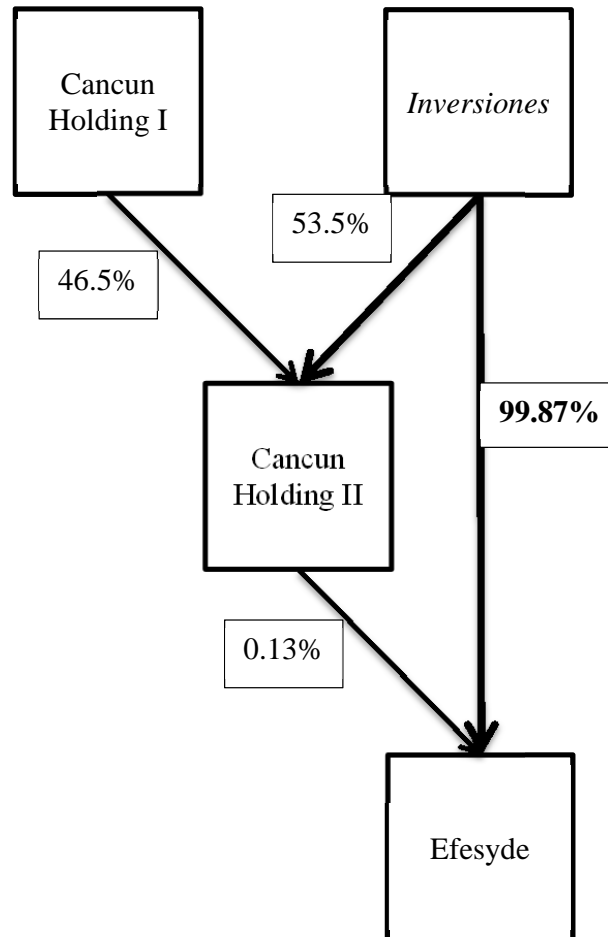 Cancun
Holding I
Inversiones
53.5%
46.5%
99.87%
Cancun
Holding II
0.13%
Efesyde